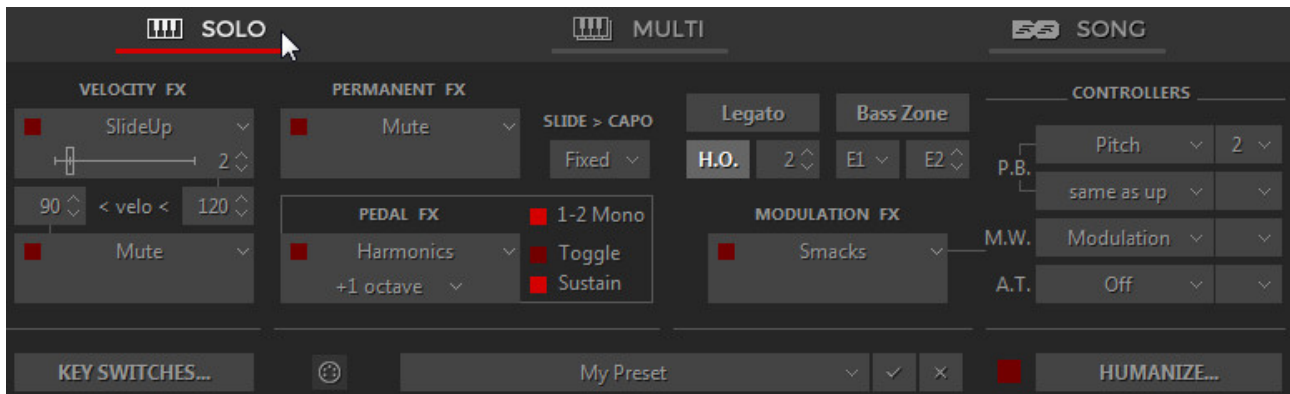 SOLO
MULTI
SONG
VELOCITY FX
SlideUp
2
90 < velo < 120
Mute
PERMANENT FX
Mute
SLIDE > CAPO
Fixed
PEDAL FX
Harmonics
+1 octave
1-2 Mono
Toggle
Sustain
Legato
H.O. 2
Bass Zone
E1 E2
MODULATION FX
Smacks
CONTROLLERS
P.B. Pitch 2
same as up
M.W. Modulation
A.T. Off
KEY SWITCHES...
My Preset
HUMANIZE...